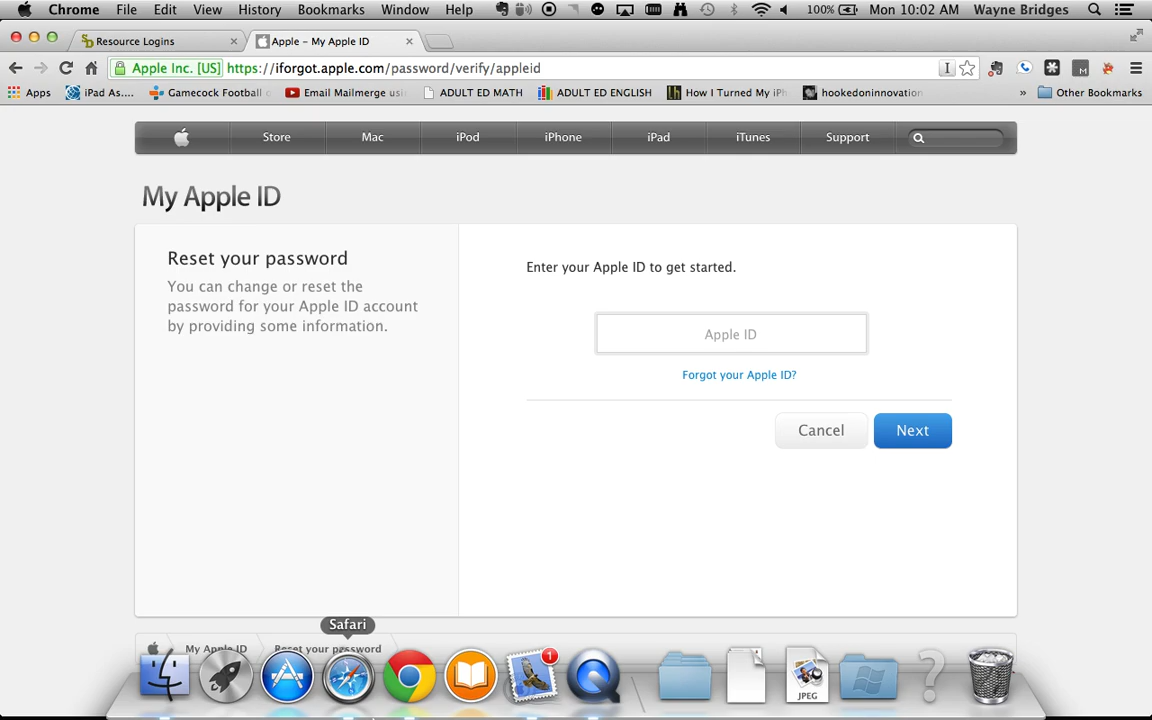 Chrome File Edit View History Bookmarks Window Help 100% Mon 10:02 AM Wayne Bridges
Resource Logins Apple – My Apple ID
Apple Inc. [US] https://iforgot.apple.com/password/verify/appleid
Apps iPad As.... Gamecock Football Email Mailmerge usi ADULT ED MATH ADULT ED ENGLISH How I Turned My iPh hookedoninnovation » Other Bookmarks
Store Mac iPod iPhone iPad iTunes Support
My Apple ID
Reset your password
You can change or reset the
password for your Apple ID account
by providing some information.
Enter your Apple ID to get started.
Apple ID
Forgot your Apple ID?
Cancel Next
Safari
My Apple ID Reset your password
1
JPEG